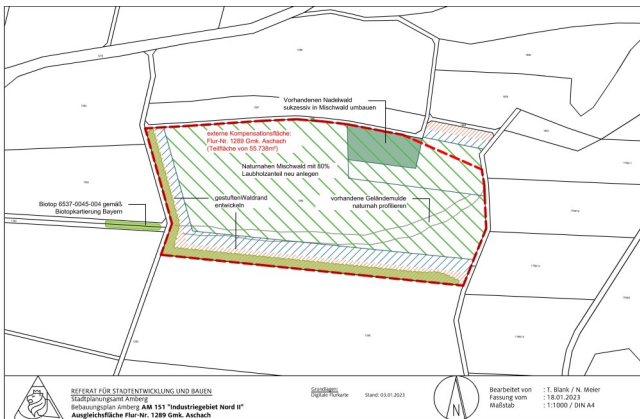 Vorhandenen Nadelwald
sukzessiv in Mischwald umbauen
externe Kompensationsfläche:
Flur-Nr. 1289 Gmk. Aschach
(Teilfläche von 55.738m²)
Naturnahen Mischwald mit 80%
Laubholzanteil neu anlegen
gestuften Waldrand
entwickeln
vorhandene Geländemulde
naturnah profilieren
Biotop 6537-0045-004 gemäß
Biotopkartierung Bayern
REFERAT FÜR STADTENTWICKLUNG UND BAUEN
Stadtplanungsamt Amberg
Bebauungsplan Amberg AM 151 "Industriegebiet Nord II"
Ausgleichsfläche Flur-Nr. 1289 Gmk. Aschach
Grundlagen:
Digitale Flurkarte Stand: 03.01.2023
N
Bearbeitet von : T. Blank / N. Meier
Fassung vom : 18.01.2023
Maßstab : 1:1000 / DIN A4